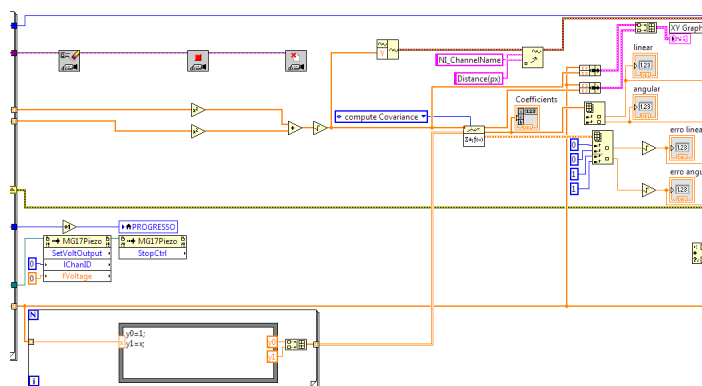 XY Graph
linear
NI_ChannelName
Distance(px)
angular
Coefficients
compute Covariance
erro linea
0
0
1
1
erro angu
PROGRESSO
MG17Piezo
MG17Piezo
SetVoltOutput
StopCtrl
0
lChanID
0
fVoltage
N
y0=1;
y1=x;
x
y0
y1
i